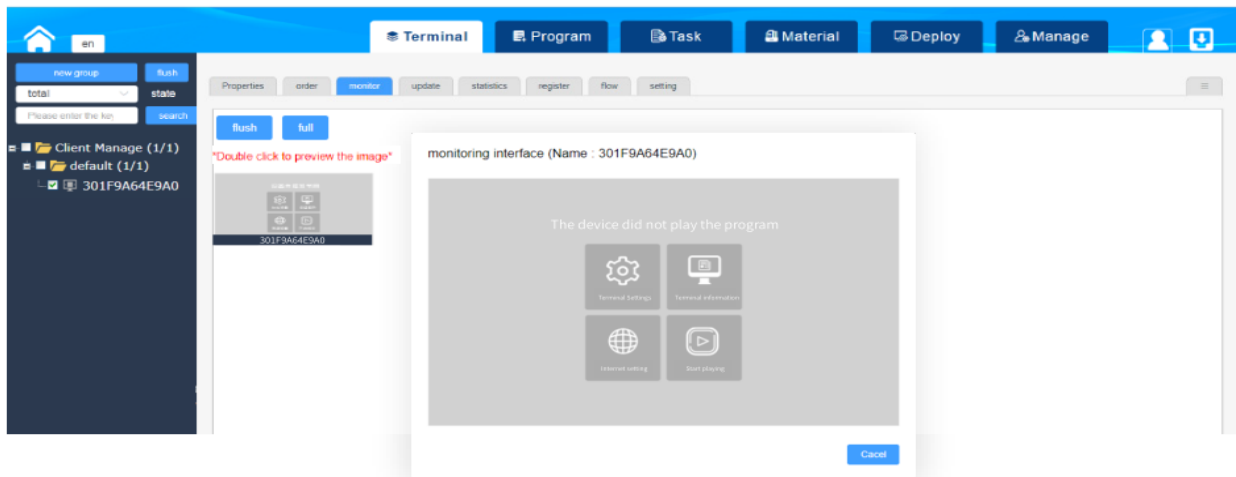 en
Terminal
Program
Task
Material
Deploy
Manage
new group
flush
total
state
Please enter the key
search
Client Manage (1/1)
default (1/1)
301F9A64E9A0
Properties
order
monitor
update
statistics
register
flow
setting
flush
full
*Double click to preview the image*
301F9A64E9A0
monitoring interface (Name : 301F9A64E9A0)
The device did not play the program
Terminal Settings
Terminal information
Internet setting
Start playing
Cacel